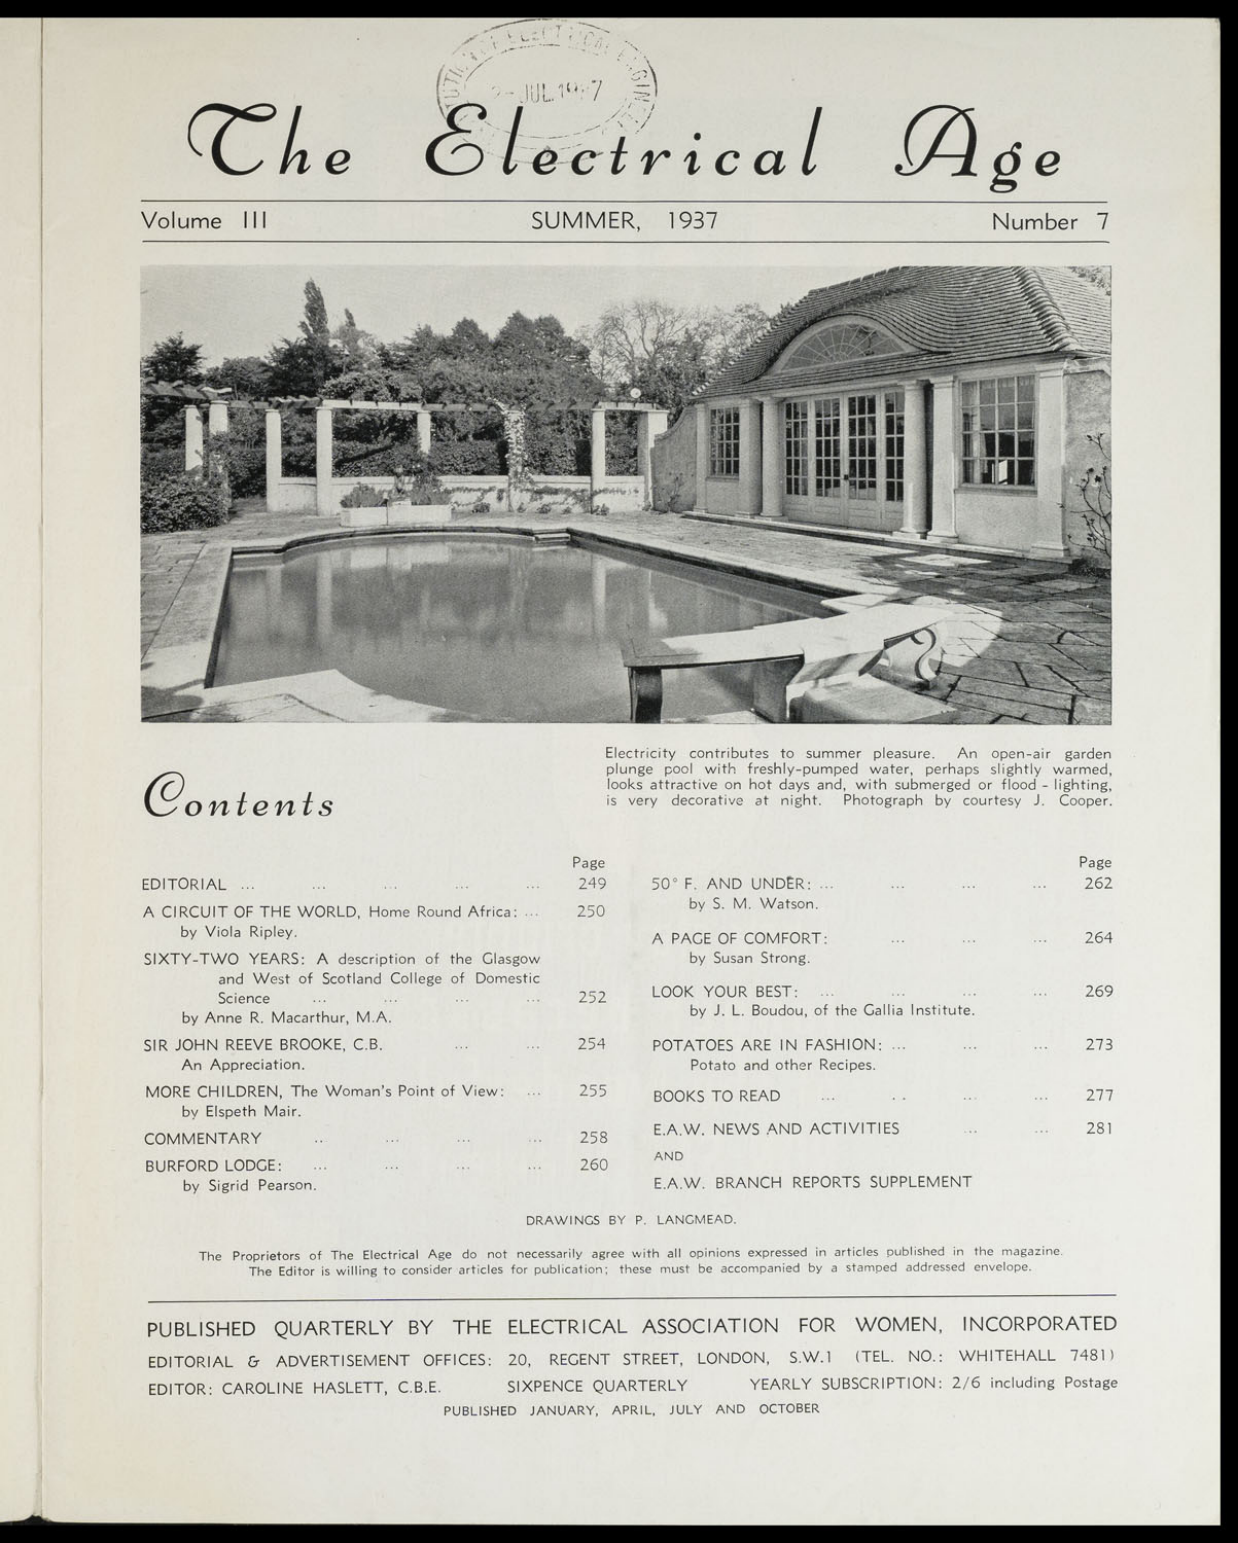 JUL 19 7
The Electrical Age
Volume III SUMMER, 1937 Number 7
Electricity contributes to summer pleasure. An open-air garden
plunge pool with freshly-pumped water, perhaps slightly warmed,
looks attractive on hot days and, with submerged or flood - lighting,
is very decorative at night. Photograph by courtesy J. Cooper.
Contents
Page
EDITORIAL ... ... ... ... ... 249
A CIRCUIT OF THE WORLD, Home Round Africa: ... 250
by Viola Ripley.
SIXTY-TWO YEARS: A description of the Glasgow
and West of Scotland College of Domestic
Science ... ... ... ... 252
by Anne R. Macarthur, M.A.
SIR JOHN REEVE BROOKE, C.B. ... ... 254
An Appreciation.
MORE CHILDREN, The Woman's Point of View: ... 255
by Elspeth Mair.
COMMENTARY .. ... ... ... 258
BURFORD LODGE: ... ... ... ... 260
by Sigrid Pearson.
Page
50° F. AND UNDER: ... ... ... ... 262
by S. M. Watson.
A PAGE OF COMFORT: ... ... ... 264
by Susan Strong.
LOOK YOUR BEST: ... ... ... ... 269
by J. L. Boudou, of the Gallia Institute.
POTATOES ARE IN FASHION: ... ... ... 273
Potato and other Recipes.
BOOKS TO READ ... .. ... ... 277
E.A.W. NEWS AND ACTIVITIES ... ... 281
AND
E.A.W. BRANCH REPORTS SUPPLEMENT
DRAWINGS BY P. LANGMEAD.
The Proprietors of The Electrical Age do not necessarily agree with all opinions expressed in articles published in the magazine.
The Editor is willing to consider articles for publication; these must be accompanied by a stamped addressed envelope.
PUBLISHED QUARTERLY BY THE ELECTRICAL ASSOCIATION FOR WOMEN, INCORPORATED
EDITORIAL & ADVERTISEMENT OFFICES: 20, REGENT STREET, LONDON, S.W.1 (TEL. NO.: WHITEHALL 7481)
EDITOR: CAROLINE HASLETT, C.B.E. SIXPENCE QUARTERLY YEARLY SUBSCRIPTION: 2/6 including Postage
PUBLISHED JANUARY, APRIL, JULY AND OCTOBER